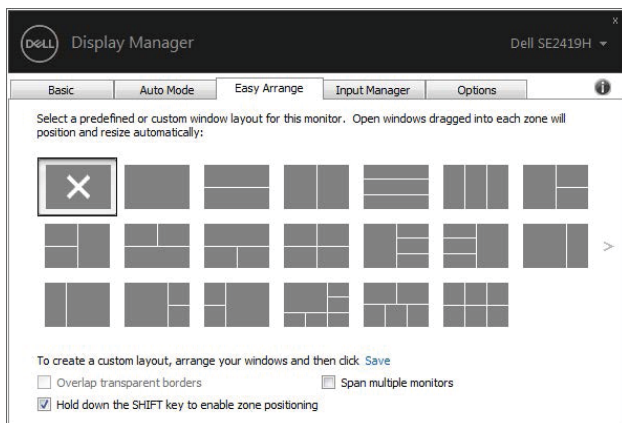 x
DELL Display Manager Dell SE2419H
Basic Auto Mode Easy Arrange Input Manager Options i
Select a predefined or custom window layout for this monitor. Open windows dragged into each zone will
position and resize automatically:
>
To create a custom layout, arrange your windows and then click Save
Overlap transparent borders Span multiple monitors
Hold down the SHIFT key to enable zone positioning